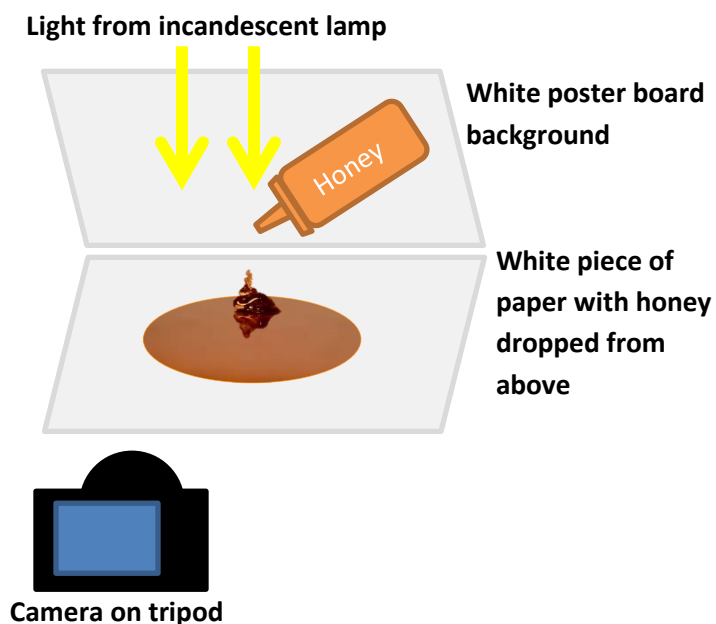 Light from incandescent lamp
White poster board
background
Honey
White piece of
paper with honey
dropped from
above
Camera on tripod